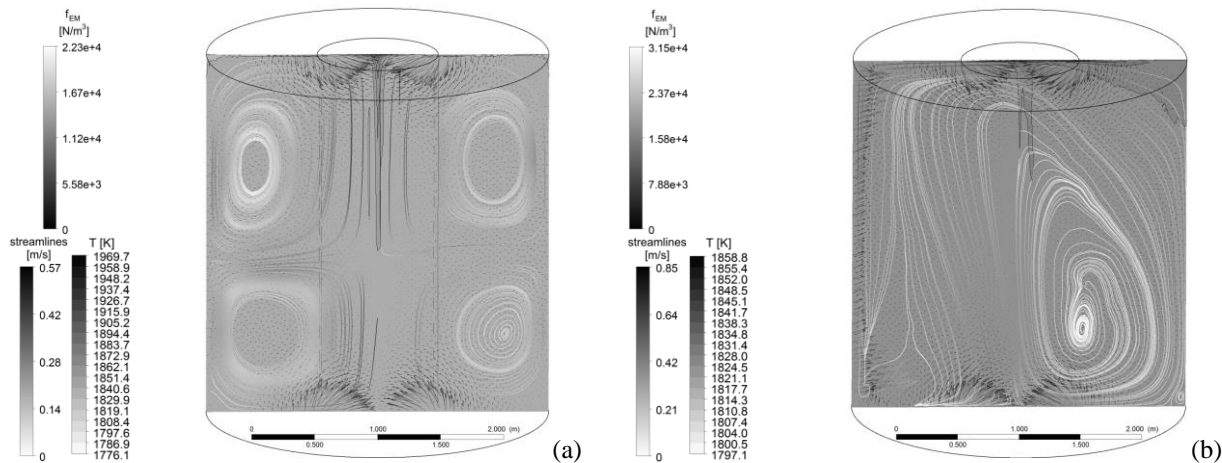 f_EM
[N/m³]
2.23e+4
1.67e+4
1.12e+4
5.58e+3
0
streamlines
[m/s]
0.57
0.42
0.28
0.14
0
T [K]
1969.7
1958.9
1948.2
1937.4
1926.7
1915.9
1905.2
1894.4
1883.7
1872.9
1862.1
1851.4
1840.6
1829.9
1819.1
1808.4
1797.6
1786.9
1776.1
0 1.000 2.000 (m)
0.500 1.500
(a)
f_EM
[N/m³]
3.15e+4
2.37e+4
1.58e+4
7.88e+3
0
streamlines
[m/s]
0.85
0.64
0.42
0.21
0
T [K]
1858.8
1855.4
1852.0
1848.5
1845.1
1841.7
1838.3
1834.8
1831.4
1828.0
1824.5
1821.1
1817.7
1814.3
1810.8
1807.4
1804.0
1800.5
1797.1
0 1.000 2.000 (m)
0.500 1.500
(b)